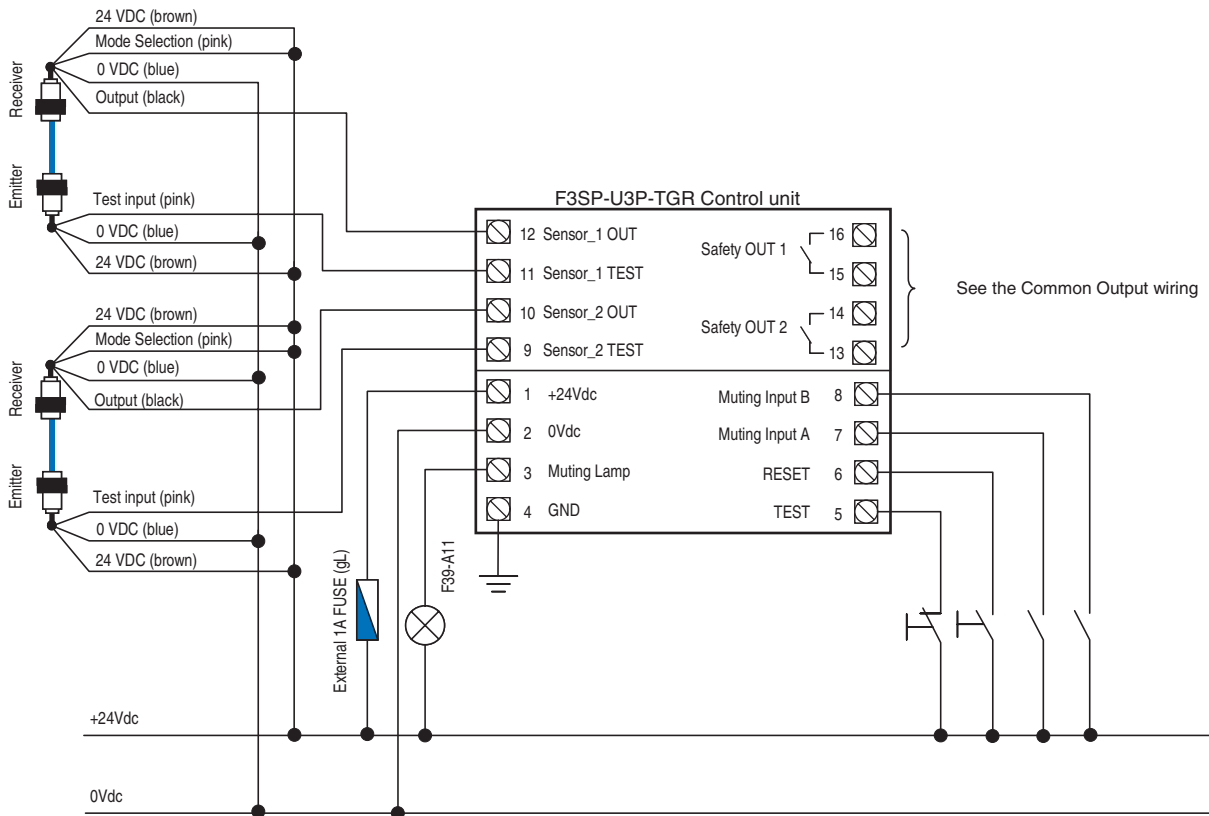 24 VDC (brown)
Mode Selection (pink)
0 VDC (blue)
Output (black)
Receiver
Emitter
Test input (pink)
0 VDC (blue)
24 VDC (brown)
24 VDC (brown)
Mode Selection (pink)
0 VDC (blue)
Output (black)
Receiver
Emitter
Test input (pink)
0 VDC (blue)
24 VDC (brown)
F3SP-U3P-TGR Control unit
12 Sensor_1 OUT
11 Sensor_1 TEST
10 Sensor_2 OUT
9 Sensor_2 TEST
Safety OUT 1
16
15
Safety OUT 2
14
13
See the Common Output wiring
1 +24Vdc
2 0Vdc
3 Muting Lamp
4 GND
Muting Input B 8
Muting Input A 7
RESET 6
TEST 5
External 1A FUSE (gL)
F39-A11
+24Vdc
0Vdc